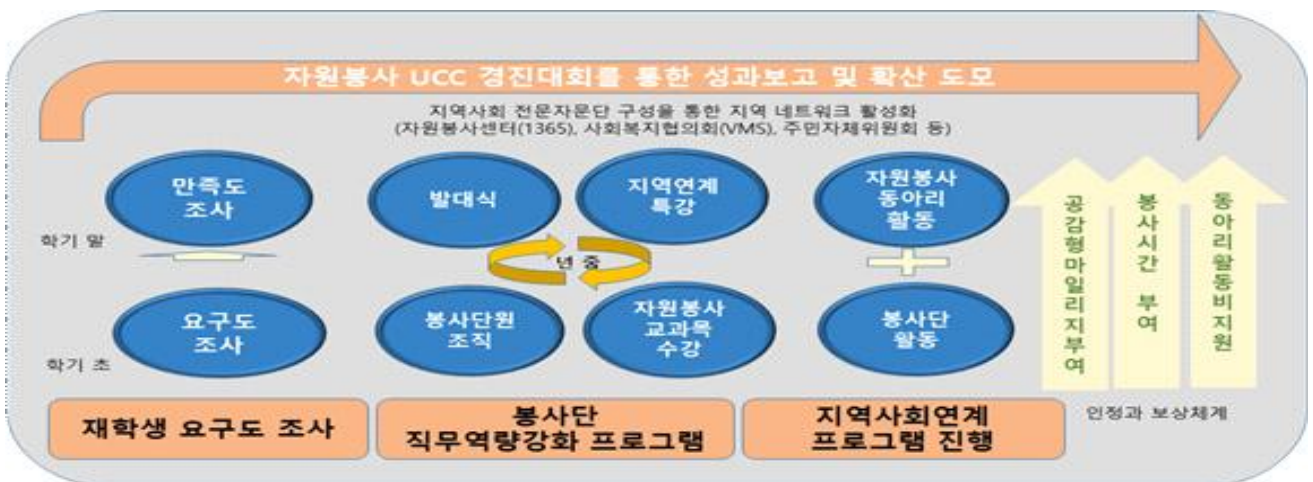 자원봉사 UCC 경진대회를 통한 성과보고 및 확산 도모
지역사회 전문자문단 구성을 통한 지역 네트워크 활성화
(자원봉사센터(1365), 사회복지협의회(VMS), 주민자체위원회 등)
만족도
조사
발대식
지역연계
특강
자원봉사
동아리
활동
학기 말
년 중
요구도
조사
봉사단원
조직
자원봉사
교과목
수강
봉사단
활동
학기 초
공감형마일리지부여
봉사시간 부여
동아리활동비지원
재학생 요구도 조사
봉사단
직무역량강화 프로그램
지역사회연계
프로그램 진행
인정과 보상체계